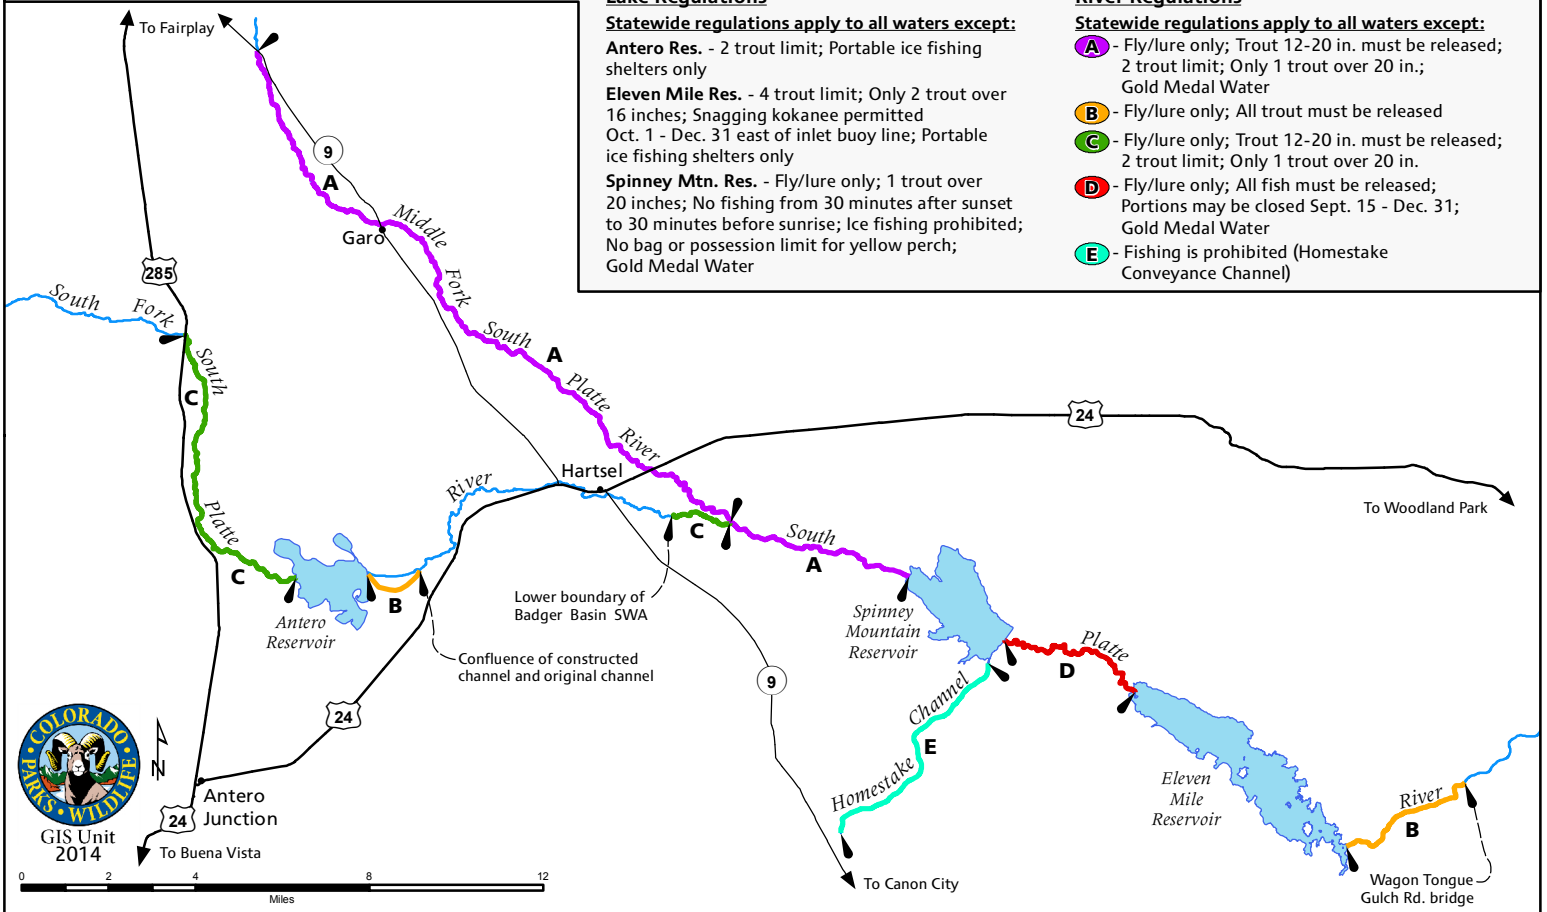 Lake Regulations
Statewide regulations apply to all waters except:
Antero Res. - 2 trout limit; Portable ice fishing
shelters only
Eleven Mile Res. - 4 trout limit; Only 2 trout over
16 inches; Snagging kokanee permitted
Oct. 1 - Dec. 31 east of inlet buoy line; Portable
ice fishing shelters only
Spinney Mtn. Res. - Fly/lure only; 1 trout over
20 inches; No fishing from 30 minutes after sunset
to 30 minutes before sunrise; Ice fishing prohibited;
No bag or possession limit for yellow perch;
Gold Medal Water
River Regulations
Statewide regulations apply to all waters except:
A - Fly/lure only; Trout 12-20 in. must be released;
2 trout limit; Only 1 trout over 20 in.;
Gold Medal Water
B - Fly/lure only; All trout must be released
C - Fly/lure only; Trout 12-20 in. must be released;
2 trout limit; Only 1 trout over 20 in.
D - Fly/lure only; All fish must be released;
Portions may be closed Sept. 15 - Dec. 31;
Gold Medal Water
E - Fishing is prohibited (Homestake
Conveyance Channel)
To Fairplay
9
A
Middle
Garo
Fork
285
South
Fork
South
South
A
C
Platte
24
River
Hartsel
River
To Woodland Park
Platte
C
South
C
A
B
Lower boundary of
Badger Basin SWA
Spinney
Mountain
Reservoir
Antero
Reservoir
Platte
D
Confluence of constructed
channel and original channel
9
Channel
24
E
Homestake
COLORADO
PARKS • WILDLIFE
N
Eleven
Mile
Reservoir
River
B
Antero
Junction
24
GIS Unit
2014
To Buena Vista
To Canon City
Wagon Tongue
Gulch Rd. bridge
0 2 4 8 12
Miles